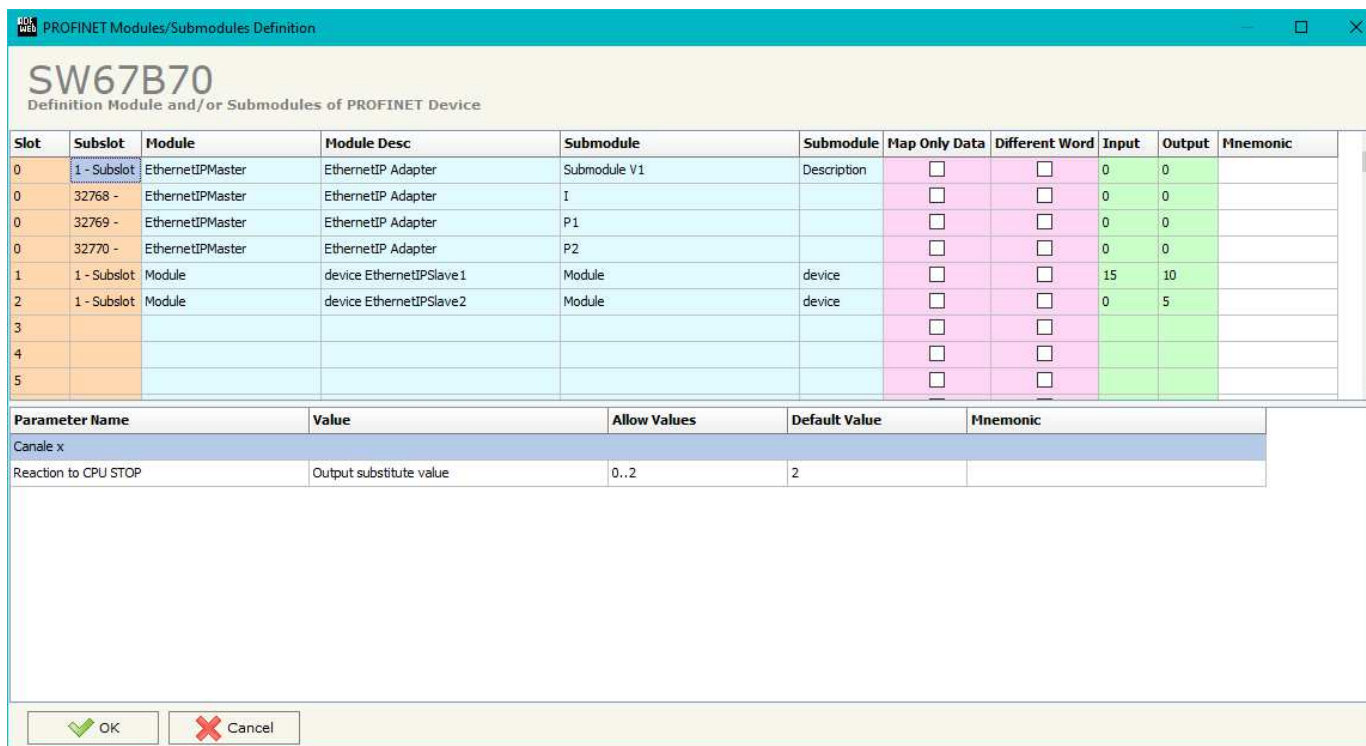 ADF WEB PROFINET Modules/Submodules Definition
SW67B70
Definition Module and/or Submodules of PROFINET Device
Slot Subslot Module Module Desc Submodule Submodule Map Only Data Different Word Input Output Mnemonic
0 1 - Subslot EthernetIPMaster EthernetIP Adapter Submodule V1 Description 0 0
0 32768 - EthernetIPMaster EthernetIP Adapter I 0 0
0 32769 - EthernetIPMaster EthernetIP Adapter P1 0 0
0 32770 - EthernetIPMaster EthernetIP Adapter P2 0 0
1 1 - Subslot Module device EthernetIPSlave1 Module device 15 10
2 1 - Subslot Module device EthernetIPSlave2 Module device 0 5
3
4
5
Parameter Name Value Allow Values Default Value Mnemonic
Canale x
Reaction to CPU STOP Output substitute value 0..2 2
OK Cancel